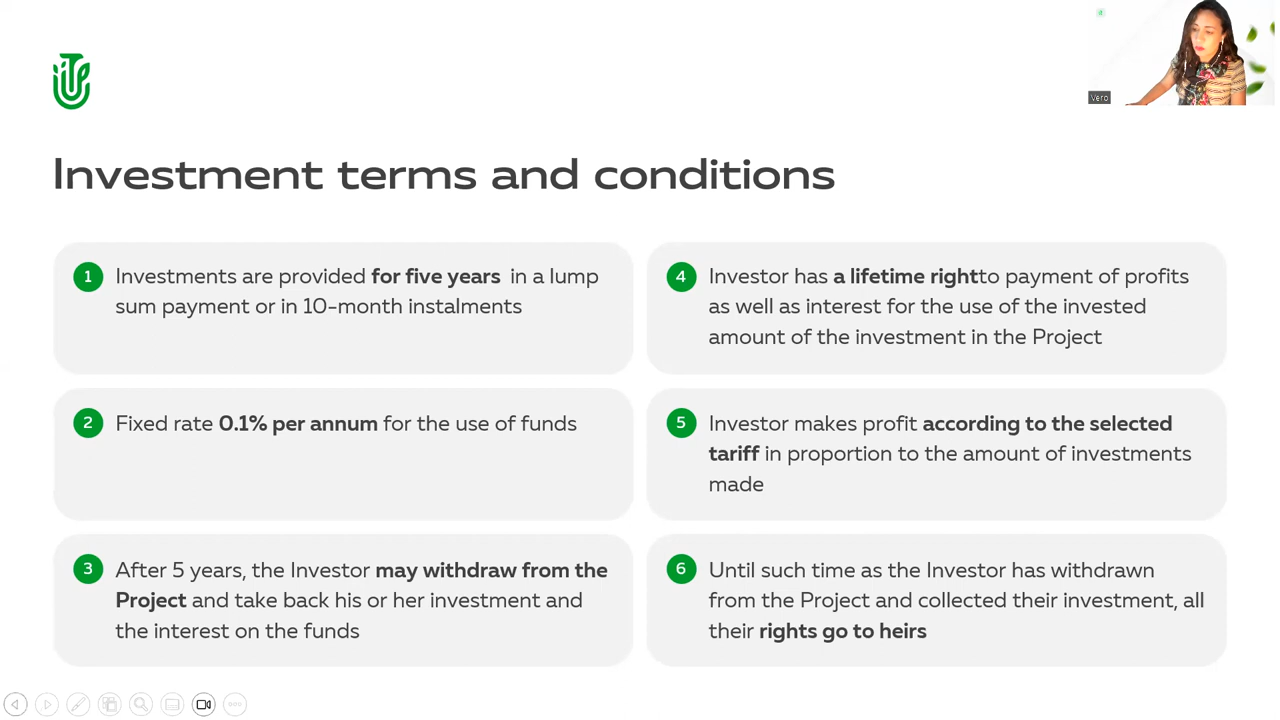 Vero
Investment terms and conditions
1
Investments are provided for five years in a lump
sum payment or in 10-month instalments
2
Fixed rate 0.1% per annum for the use of funds
3
After 5 years, the Investor may withdraw from the
Project and take back his or her investment and
the interest on the funds
4
Investor has a lifetime rightto payment of profits
as well as interest for the use of the invested
amount of the investment in the Project
5
Investor makes profit according to the selected
tariff in proportion to the amount of investments
made
6
Until such time as the Investor has withdrawn
from the Project and collected their investment, all
their rights go to heirs